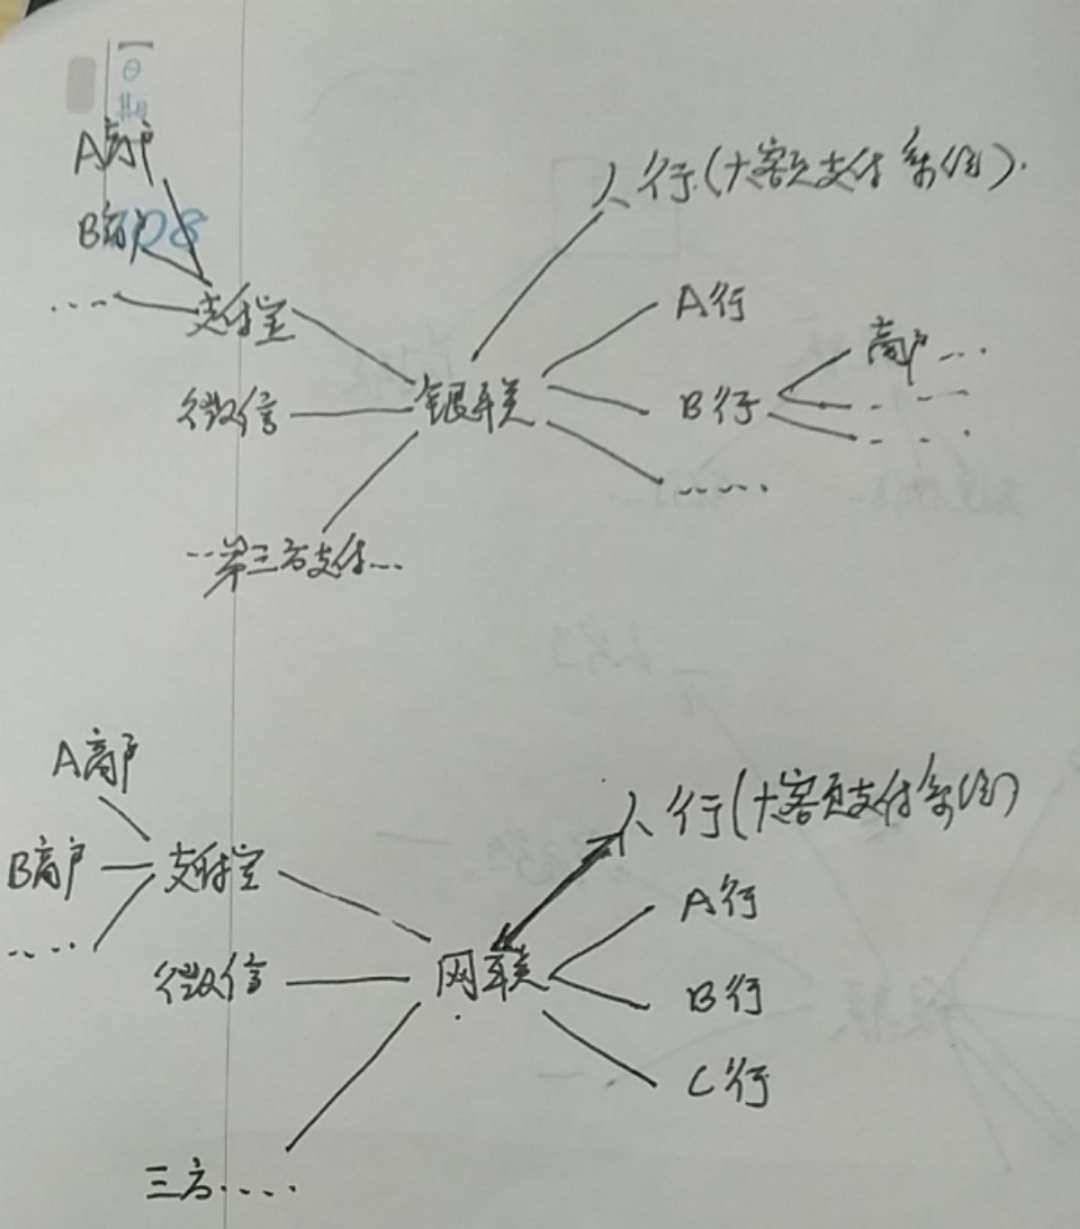 【
θ
期
A商户
B商户
08
....
支付宝
微信
..第三方支付...
银联
人行(大额支付系统).
A行
B行
商户...
.....
A商户
B商户
....
支付宝
微信
三方....
网联
人行(大额支付系统)
A行
B行
C行